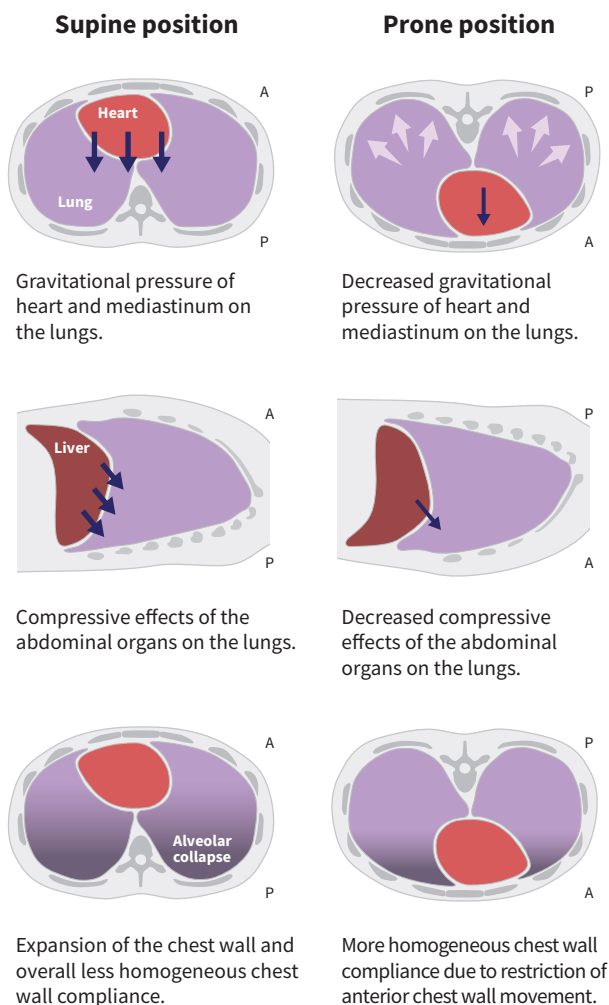 Supine position
Prone position
A
Heart
Lung
P
P
A
Gravitational pressure of
heart and mediastinum on
the lungs.
Decreased gravitational
pressure of heart and
mediastinum on the lungs.
A
Liver
P
P
A
Compressive effects of the
abdominal organs on the lungs.
Decreased compressive
effects of the abdominal
organs on the lungs.
A
Alveolar
collapse
P
P
A
Expansion of the chest wall and
overall less homogeneous chest
wall compliance.
More homogeneous chest wall
compliance due to restriction of
anterior chest wall movement.